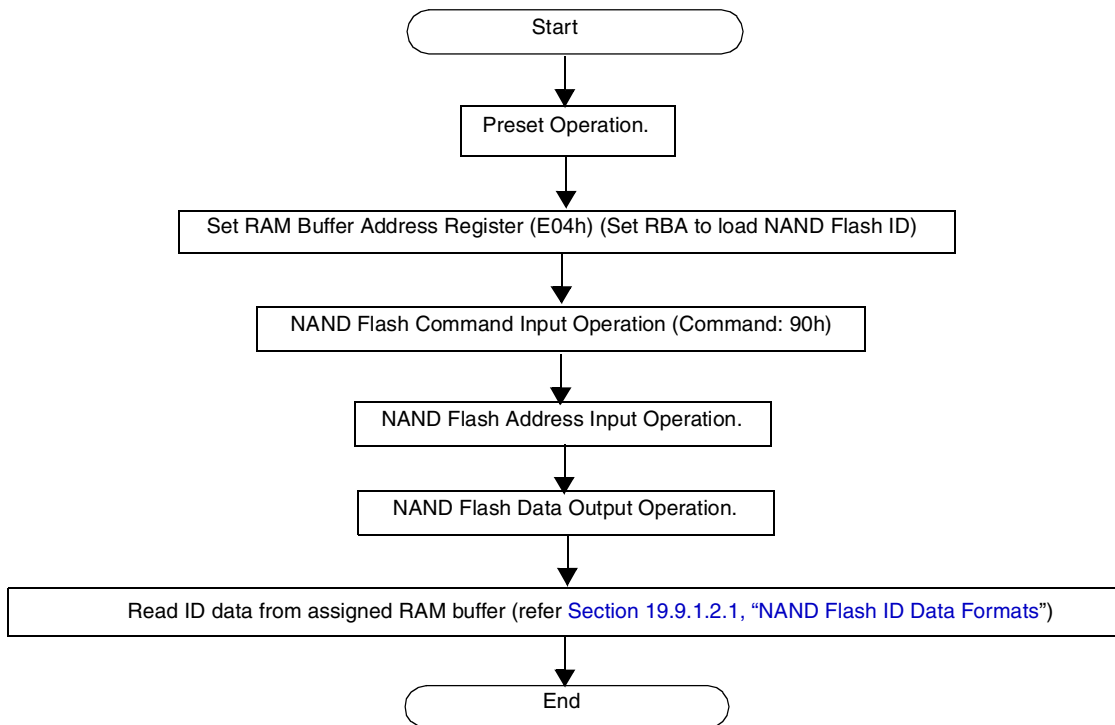 Start
Preset Operation.
Set RAM Buffer Address Register (E04h) (Set RBA to load NAND Flash ID)
NAND Flash Command Input Operation (Command: 90h)
NAND Flash Address Input Operation.
NAND Flash Data Output Operation.
Read ID data from assigned RAM buffer (refer Section 19.9.1.2.1, “NAND Flash ID Data Formats”)
End